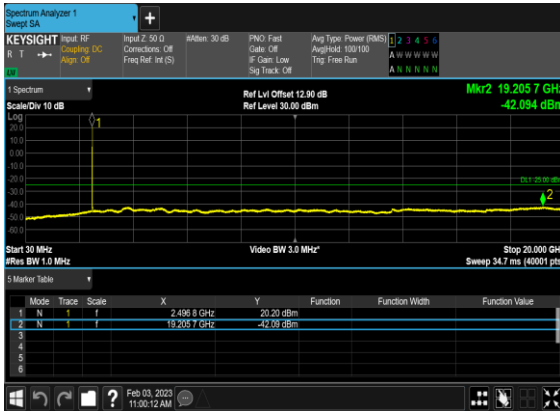 Spectrum Analyzer 1
Swept SA
KEYSIGHT Input: RF Input Z: 50 Ω #Atten: 30 dB PNO: Fast Avg Type: Power (RMS) 1 2 3 4 5 6
R T Coupling: DC Corrections: Off Gate: Off Avg|Hold: 100/100 A W W W W W
Align: Off Freq Ref: Int (S) IF Gain: Low Trig: Free Run
Sig Track: Off A N N N N N
LXI
1 Spectrum Ref Lvl Offset 12.90 dB Mkr2 19.205 7 GHz
Scale/Div 10 dB Ref Level 30.00 dBm -42.094 dBm
Log
1
20.0
10.0
0.00
-10.0
-20.0
DL1 -25.00 dBm
-30.0
2
-40.0
-50.0
-60.0
Start 30 MHz Video BW 3.0 MHz* Stop 20.000 GHz
#Res BW 1.0 MHz Sweep 34.7 ms (40001 pts)
5 Marker Table
Mode Trace Scale X Y Function Function Width Function Value
1 N 1 f 2.496 8 GHz 20.20 dBm
2 N 1 f 19.205 7 GHz -42.09 dBm
3
4
5
6
? Feb 03, 2023
11:00:12 AM